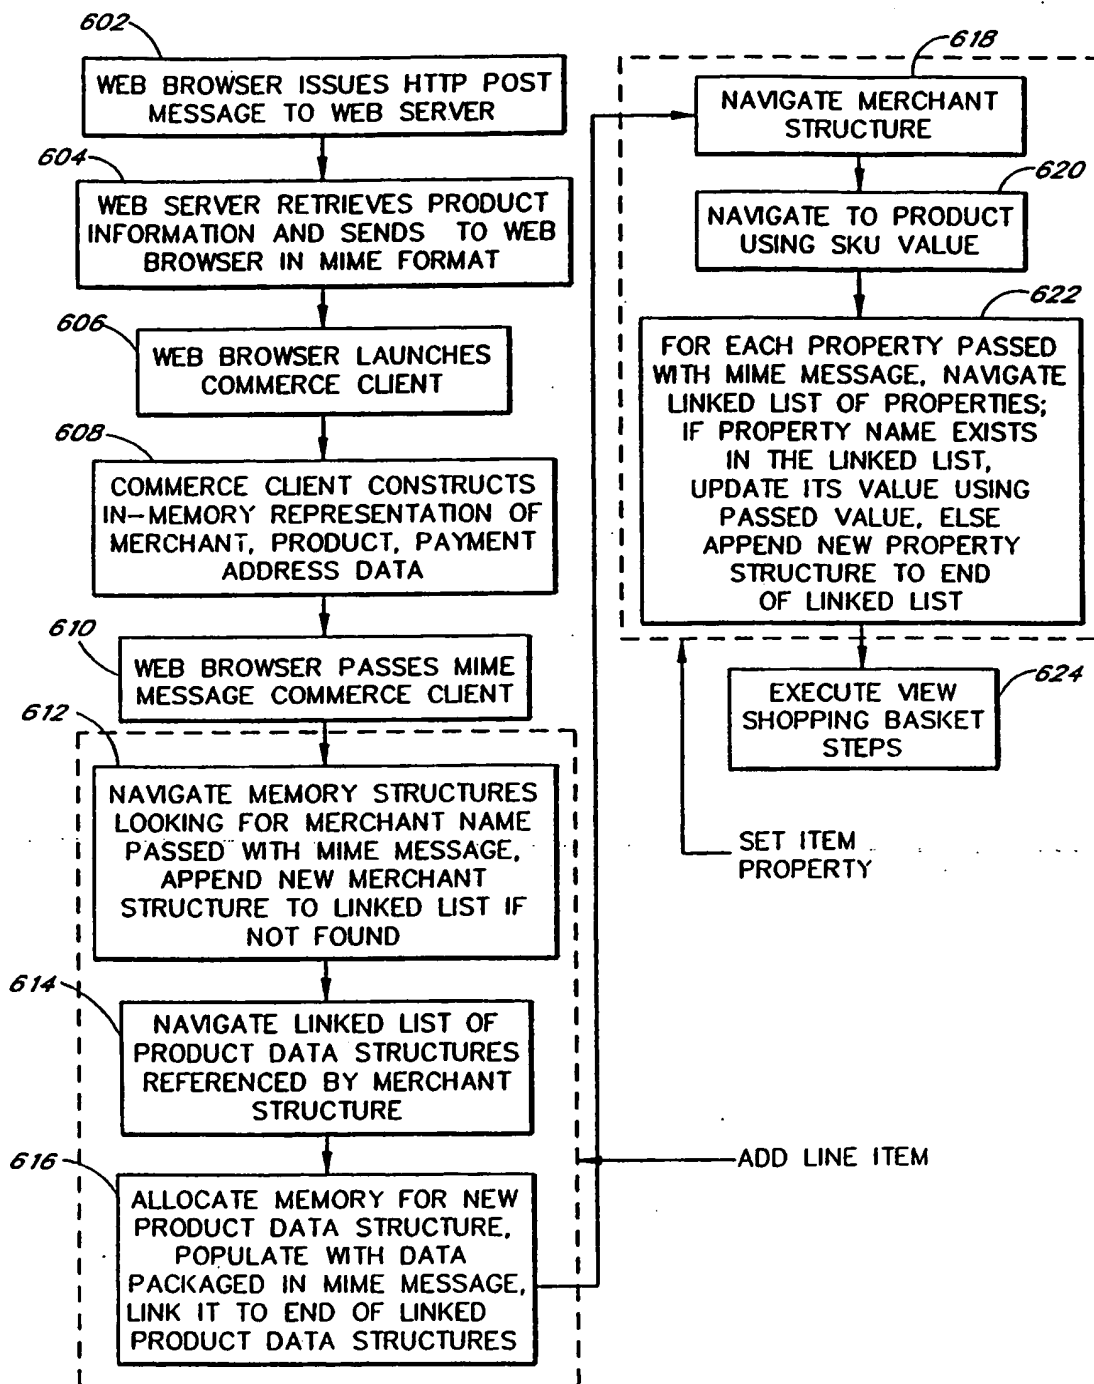 602
WEB BROWSER ISSUES HTTP POST
MESSAGE TO WEB SERVER
604
WEB SERVER RETRIEVES PRODUCT
INFORMATION AND SENDS TO WEB
BROWSER IN MIME FORMAT
606
WEB BROWSER LAUNCHES
COMMERCE CLIENT
608
COMMERCE CLIENT CONSTRUCTS
IN-MEMORY REPRESENTATION OF
MERCHANT, PRODUCT, PAYMENT
ADDRESS DATA
610
WEB BROWSER PASSES MIME
MESSAGE COMMERCE CLIENT
612
NAVIGATE MEMORY STRUCTURES
LOOKING FOR MERCHANT NAME
PASSED WITH MIME MESSAGE,
APPEND NEW MERCHANT
STRUCTURE TO LINKED LIST IF
NOT FOUND
614
NAVIGATE LINKED LIST OF
PRODUCT DATA STRUCTURES
REFERENCED BY MERCHANT
STRUCTURE
616
ALLOCATE MEMORY FOR NEW
PRODUCT DATA STRUCTURE,
POPULATE WITH DATA
PACKAGED IN MIME MESSAGE,
LINK IT TO END OF LINKED
PRODUCT DATA STRUCTURES
ADD LINE ITEM
618
NAVIGATE MERCHANT
STRUCTURE
620
NAVIGATE TO PRODUCT
USING SKU VALUE
622
FOR EACH PROPERTY PASSED
WITH MIME MESSAGE, NAVIGATE
LINKED LIST OF PROPERTIES;
IF PROPERTY NAME EXISTS
IN THE LINKED LIST,
UPDATE ITS VALUE USING
PASSED VALUE, ELSE
APPEND NEW PROPERTY
STRUCTURE TO END
OF LINKED LIST
624
EXECUTE VIEW
SHOPPING BASKET
STEPS
SET ITEM
PROPERTY